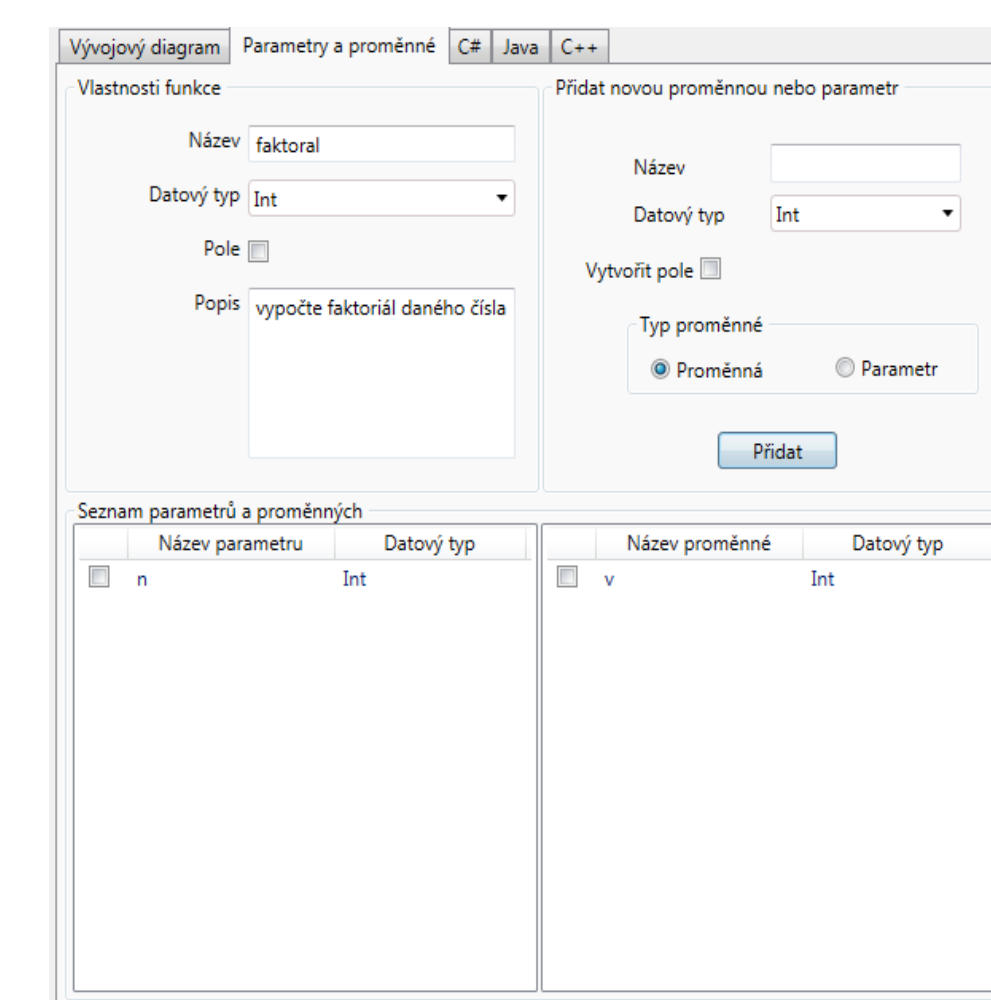 Vývojový diagram Parametry a proměnné C# Java C++
Vlastnosti funkce
Název faktoral
Datový typ Int
Pole
Popis vypočte faktoriál daného čísla
Přidat novou proměnnou nebo parametr
Název
Datový typ Int
Vytvořit pole
Typ proměnné
Proměnná Parametr
Přidat
Seznam parametrů a proměnných
Název parametru Datový typ
n Int
Název proměnné Datový typ
v Int